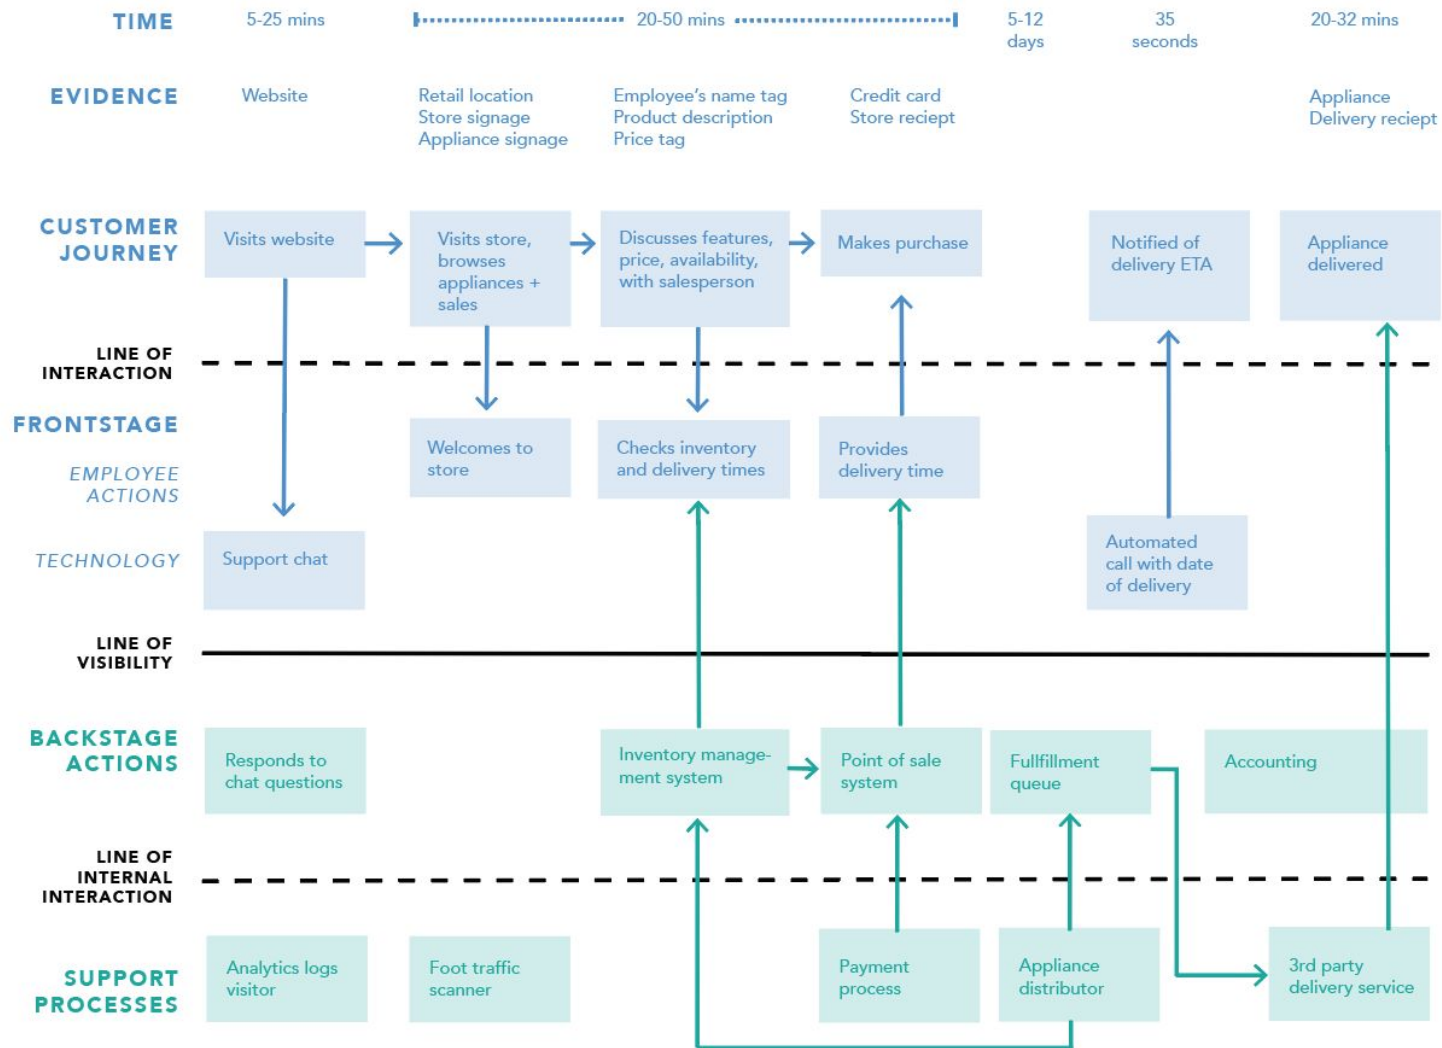 TIME
5-25 mins
20-50 mins
5-12
days
35
seconds
20-32 mins
EVIDENCE
Website
Retail location
Store signage
Appliance signage
Employee's name tag
Product description
Price tag
Credit card
Store reciept
Appliance
Delivery reciept
CUSTOMER
JOURNEY
Visits website
Visits store,
browses
appliances +
sales
Discusses features,
price, availability,
with salesperson
Makes purchase
Notified of
delivery ETA
Appliance
delivered
LINE OF
INTERACTION
FRONTSTAGE
EMPLOYEE
ACTIONS
Welcomes to
store
Checks inventory
and delivery times
Provides
delivery time
TECHNOLOGY
Support chat
Automated
call with date
of delivery
LINE OF
VISIBILITY
BACKSTAGE
ACTIONS
Responds to
chat questions
Inventory manage-
ment system
Point of sale
system
Fullfillment
queue
Accounting
LINE OF
INTERNAL
INTERACTION
SUPPORT
PROCESSES
Analytics logs
visitor
Foot traffic
scanner
Payment
process
Appliance
distributor
3rd party
delivery service